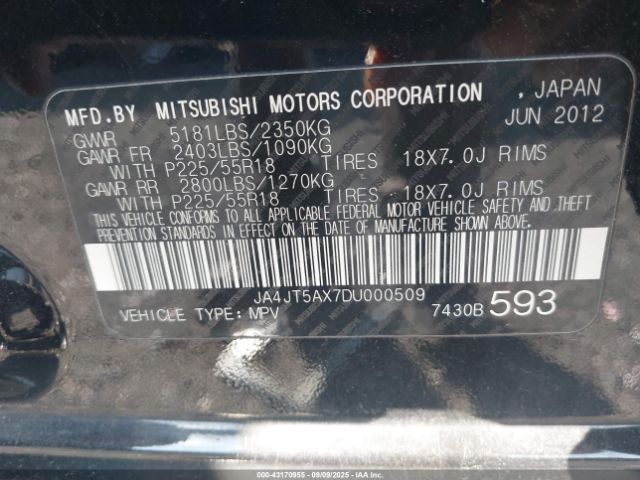 MFD.BY MITSUBISHI MOTORS CORPORATION , JAPAN
GVWR 5181LBS/2350KG JUN 2012
GAWR FR 2403LBS/1090KG
WITH P225/55R18 TIRES 18X7.0J RIMS
GAWR RR 2800LBS/1270KG
WITH P225/55R18 TIRES 18X7.0J RIMS
THIS VEHICLE CONFORMS TO ALL APPLICABLE FEDERAL MOTOR VEHICLE SAFETY AND THEFT
PREVENTION STANDARDS IN EFFECT ON THE DATE OF MANUFACTURE SHOWN ABOVE.
JA4JT5AX7DU000509
VEHICLE TYPE: MPV 7430B 593
000-43170955 - 09/09/2025 - IAAI.com